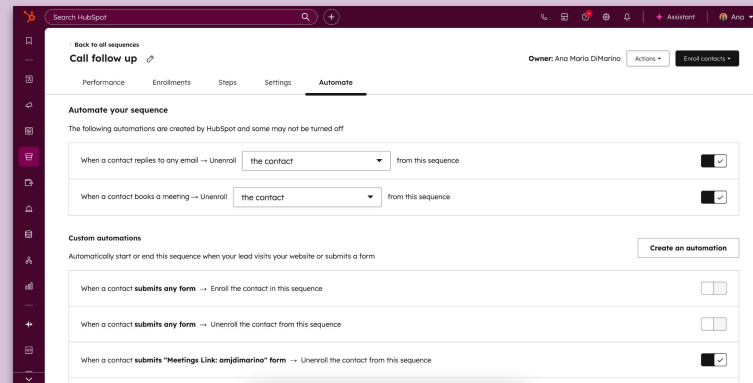 Search HubSpot
Assistant
Ana
Back to all sequences
Call follow up
Owner: Ana Maria DiMarino
Actions
Enroll contacts
Performance
Enrollments
Steps
Settings
Automate
Automate your sequence
The following automations are created by HubSpot and some may not be turned off
When a contact replies to any email → Unenroll the contact from this sequence
When a contact books a meeting → Unenroll the contact from this sequence
Custom automations
Create an automation
Automatically start or end this sequence when your lead visits your website or submits a form
When a contact submits any form → Enroll the contact in this sequence
When a contact submits any form → Unenroll the contact from this sequence
When a contact submits "Meetings Link: amjdimarino" form → Unenroll the contact from this sequence